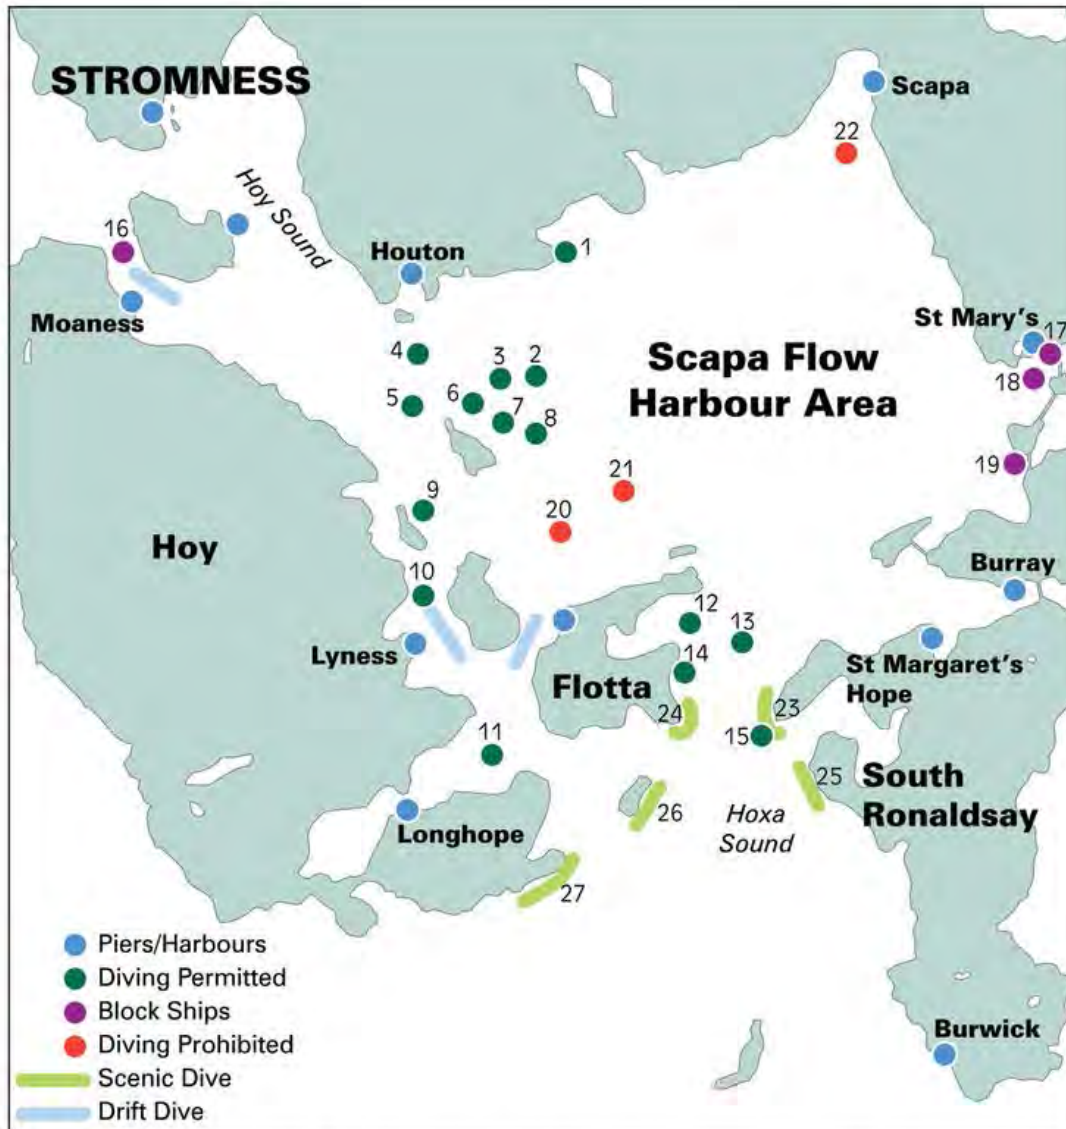 STROMNESS
Scapa
22
Hoy Sound
16
Houton
1
Moaness
St Mary's
17
4
3
2
Scapa Flow
Harbour Area
18
5
6
7
8
19
21
9
20
Hoy
Burray
10
12
13
Lyness
14
St Margaret's
Hope
Flotta
24
23
15
11
25
South
Ronaldsay
26
Hoxa
Sound
Longhope
27
Piers/Harbours
Diving Permitted
Block Ships
Diving Prohibited
Scenic Dive
Drift Dive
Burwick